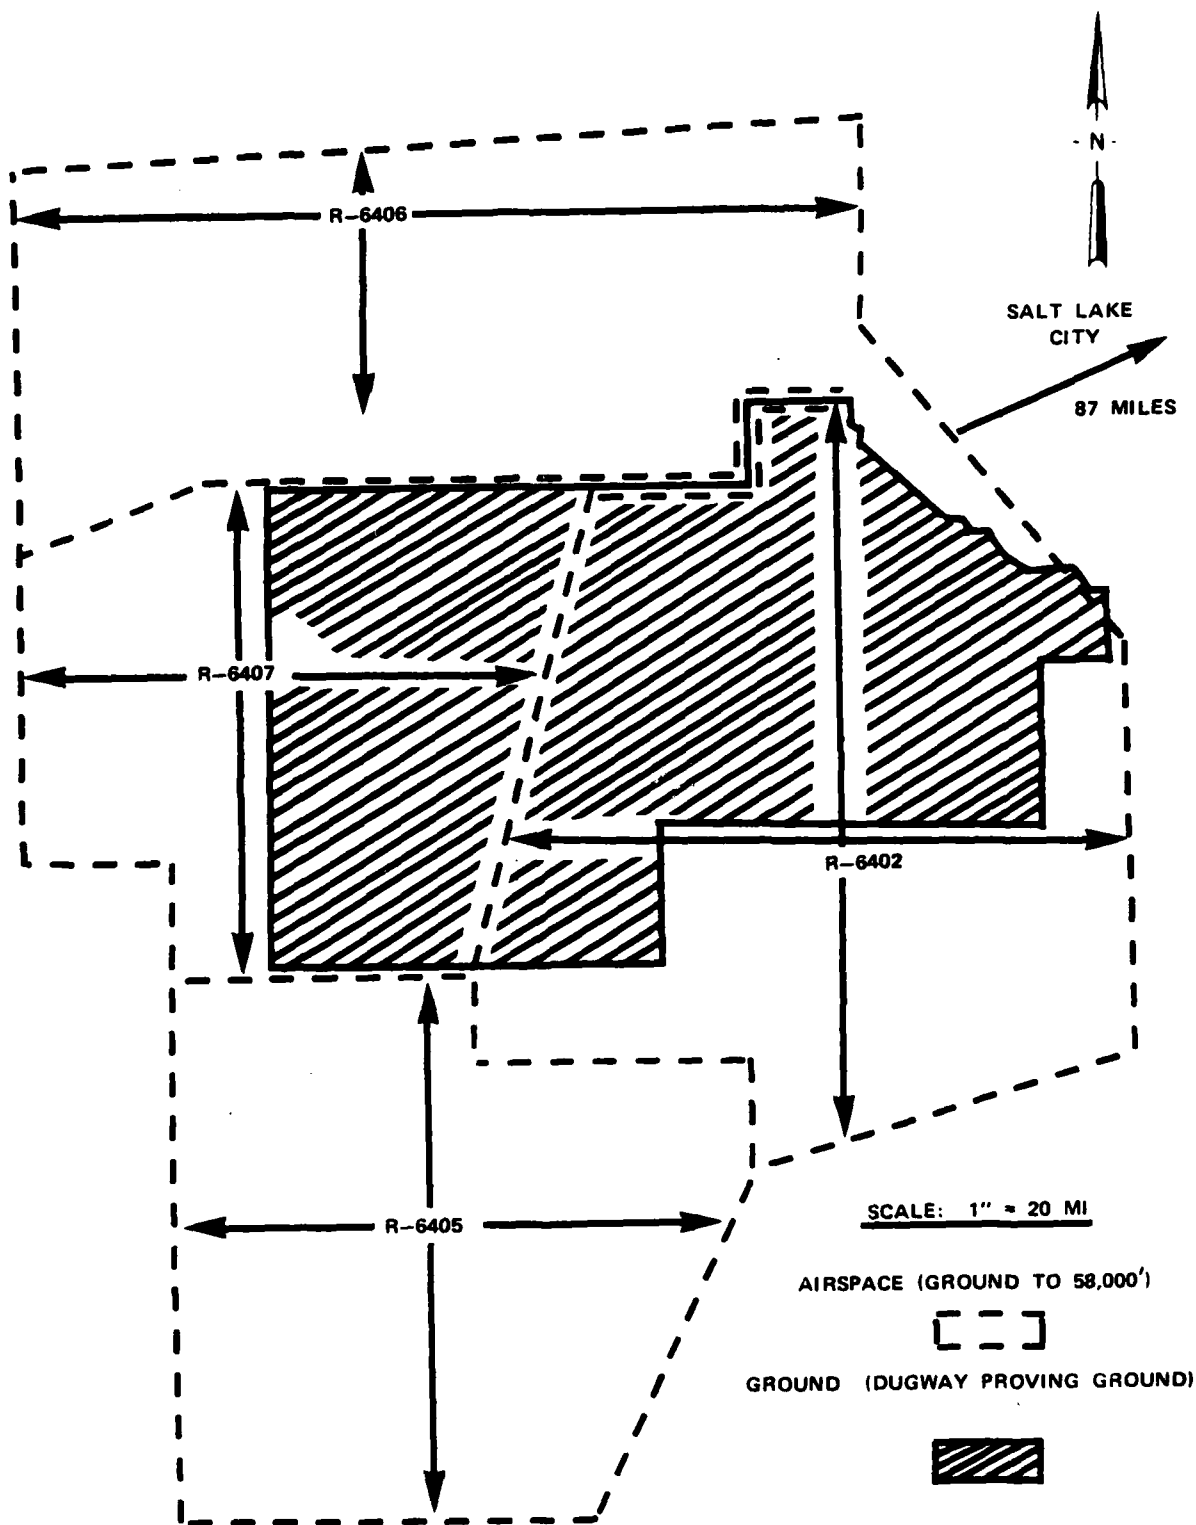 - N -
R-6406
SALT LAKE
CITY
87 MILES
R-6407
R-6402
R-6405
SCALE: 1" ≈ 20 MI
AIRSPACE (GROUND TO 58,000')
GROUND (DUGWAY PROVING GROUND)